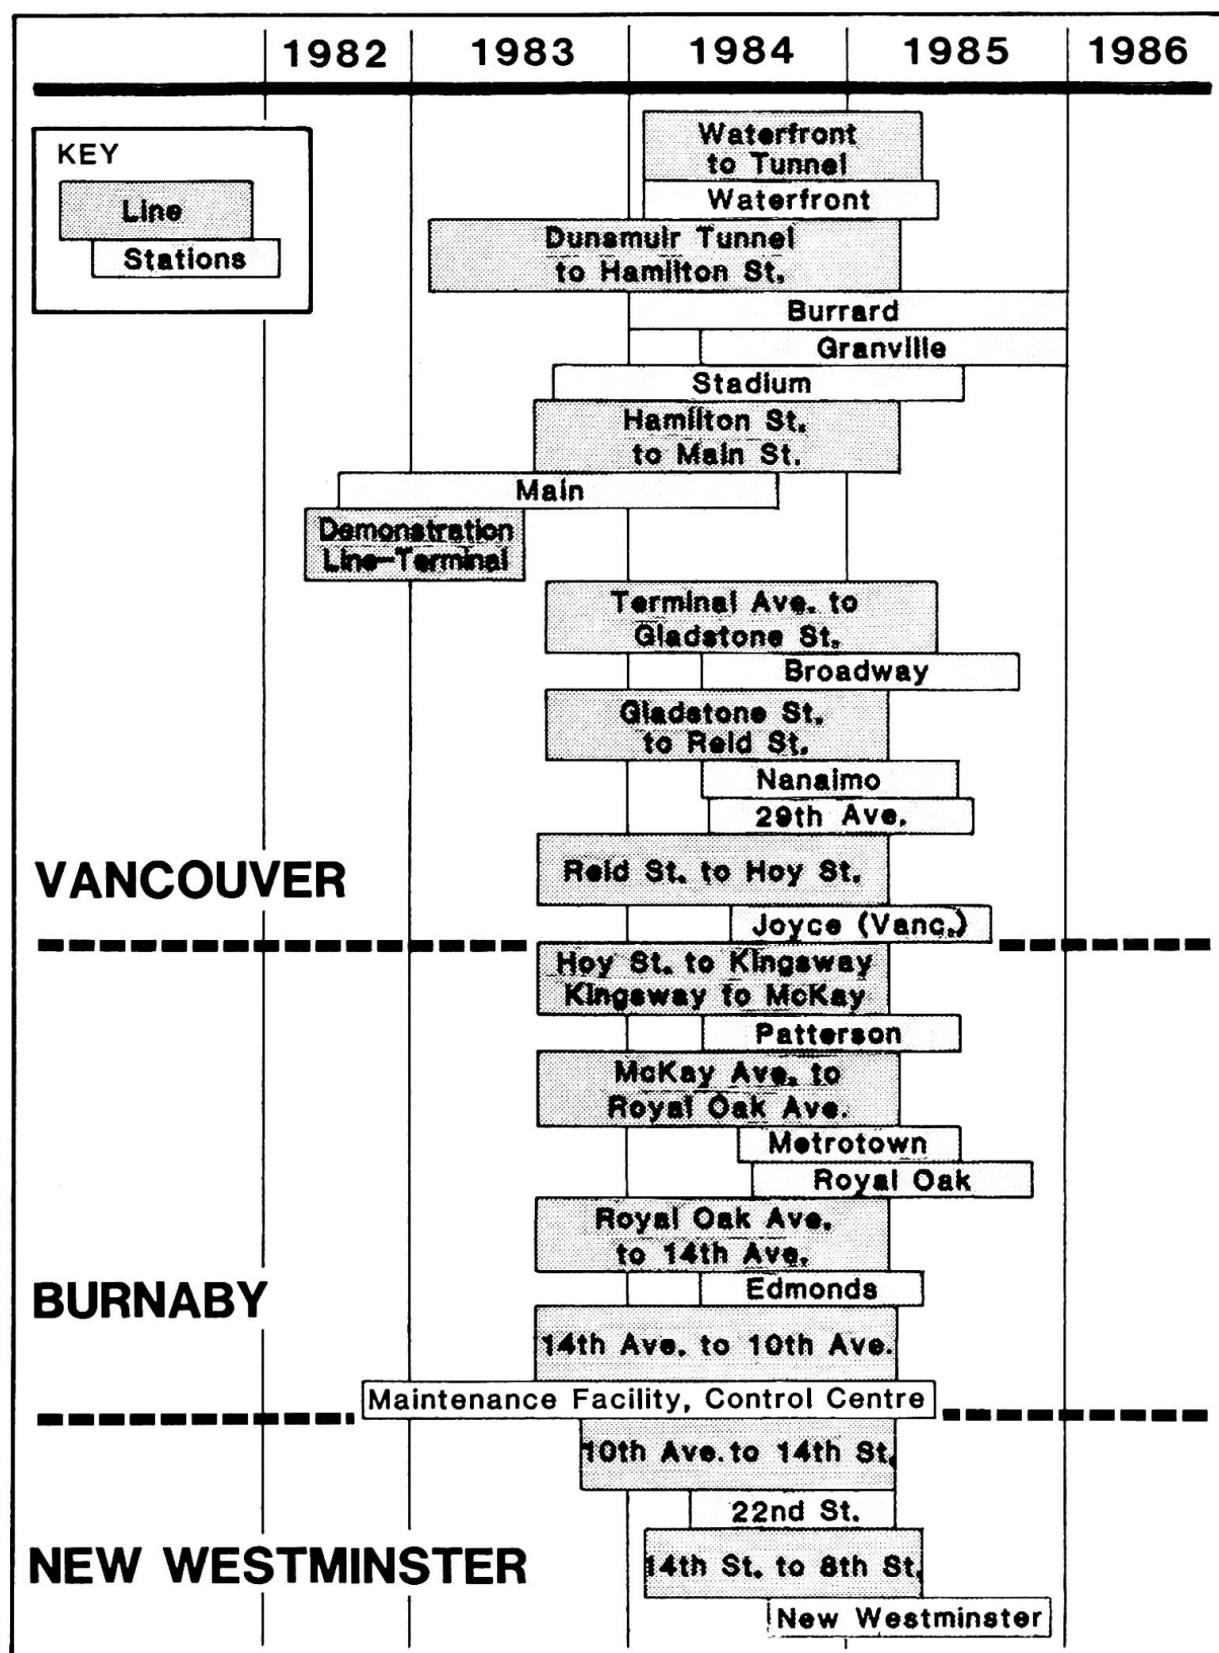 1982 1983 1984 1985 1986
KEY
Line
Stations
Waterfront
to Tunnel
Waterfront
Dunsmuir Tunnel
to Hamilton St.
Burrard
Granville
Stadium
Hamilton St.
to Main St.
Main
Demonstration
Line-Terminal
Terminal Ave. to
Gladstone St.
Broadway
Gladstone St.
to Reid St.
Nanaimo
29th Ave.
VANCOUVER
Reid St. to Hoy St.
Joyce (Vanc.)
Hoy St. to Kingsway
Kingsway to McKay
Patterson
McKay Ave. to
Royal Oak Ave.
Metrotown
Royal Oak
Royal Oak Ave.
to 14th Ave.
Edmonds
BURNABY
14th Ave. to 10th Ave.
Maintenance Facility, Control Centre
10th Ave. to 14th St.
22nd St.
NEW WESTMINSTER
14th St. to 8th St.
New Westminster